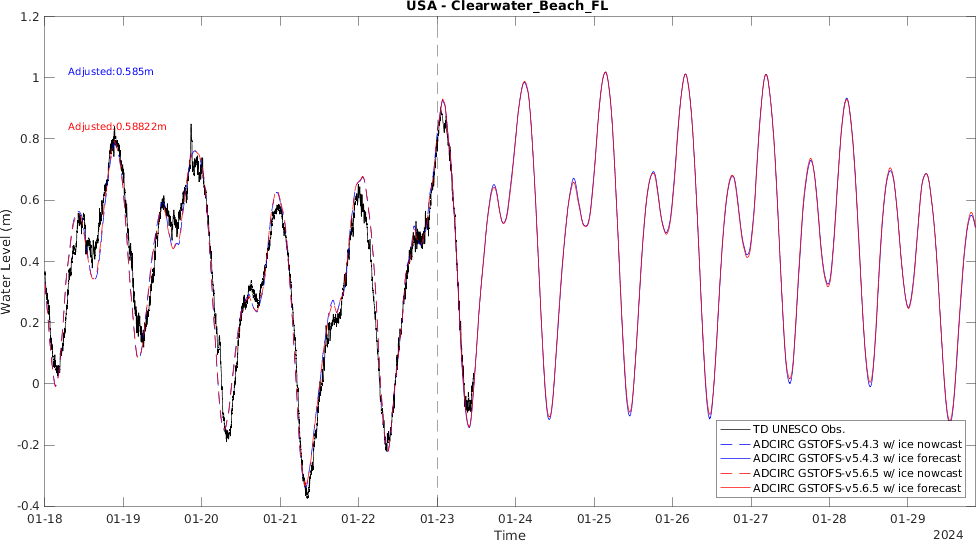 USA - Clearwater_Beach_FL
1.2
1
0.8
0.6
0.4
0.2
0
-0.2
-0.4
Water Level (m)
Adjusted:0.585m
Adjusted:0.58822m
TD UNESCO Obs.
ADCIRC GSTOFS-v5.4.3 w/ ice nowcast
ADCIRC GSTOFS-v5.4.3 w/ ice forecast
ADCIRC GSTOFS-v5.6.5 w/ ice nowcast
ADCIRC GSTOFS-v5.6.5 w/ ice forecast
01-18 01-19 01-20 01-21 01-22 01-23 01-24 01-25 01-26 01-27 01-28 01-29
Time
2024